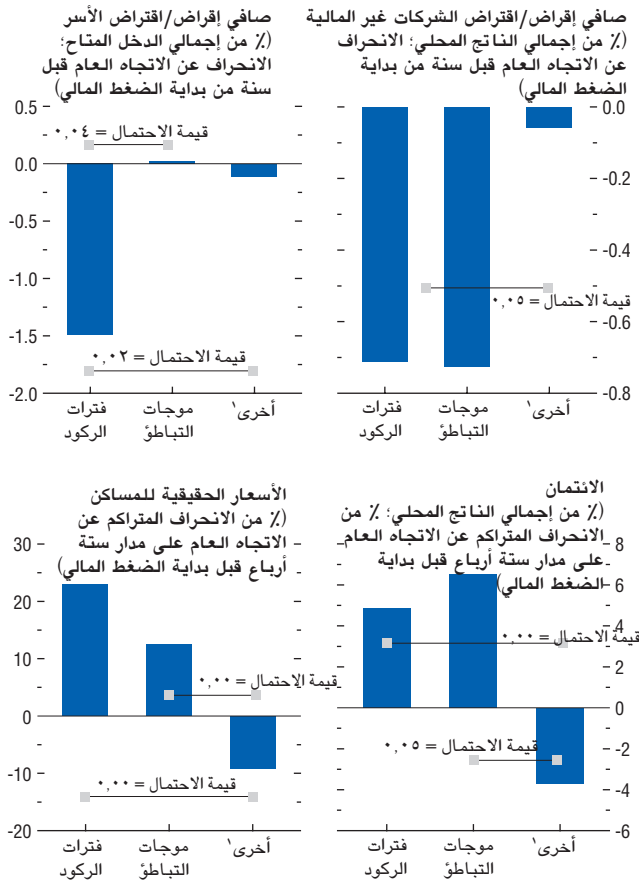 صافي إقراض/اقتراض الشركات غير المالية
(٪ من إجمالي الناتج المحلي؛ الانحراف
عن الاتجاه العام قبل سنة من بداية
الضغط المالي)
0.0
-0.2
-0.4
-0.6
-0.8
قيمة الاحتمال = ٠,٠٥
فترات
الركود
موجات
التباطؤ
أخرى١
صافي إقراض/اقتراض الأسر
(٪ من إجمالي الدخل المتاح؛
الانحراف عن الاتجاه العام قبل
سنة من بداية الضغط المالي)
0.5
0.0
-0.5
-1.0
-1.5
-2.0
قيمة الاحتمال = ٠,٠٤
قيمة الاحتمال = ٠,٠٢
فترات
الركود
موجات
التباطؤ
أخرى١
الائتمان
(٪ من إجمالي الناتج المحلي؛ ٪ من
الانحراف المتراكم عن الاتجاه العام
على مدار ستة أرباع قبل بداية
الضغط المالي)
8
6
4
2
0
-2
-4
-6
قيمة الاحتمال = ٠,٠٠
قيمة الاحتمال = ٠,٠٥
فترات
الركود
موجات
التباطؤ
أخرى١
الأسعار الحقيقية للمساكن
(٪ من الانحراف المتراكم عن
الاتجاه العام على مدار ستة
أرباع قبل بداية الضغط المالي)
30
20
10
0
-10
-20
قيمة الاحتمال = ٠,٠٠
قيمة الاحتمال = ٠,٠٠
فترات
الركود
موجات
التباطؤ
أخرى١